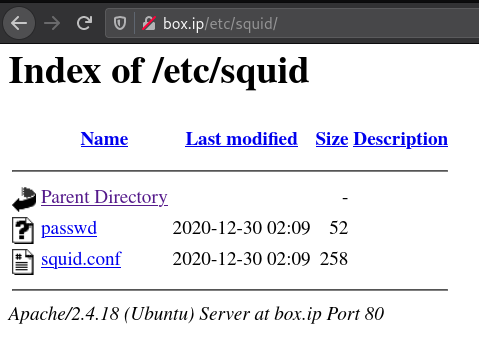 box.ip/etc/squid/
Index of /etc/squid
Name Last modified Size Description
Parent Directory -
passwd 2020-12-30 02:09 52
squid.conf 2020-12-30 02:09 258
Apache/2.4.18 (Ubuntu) Server at box.ip Port 80